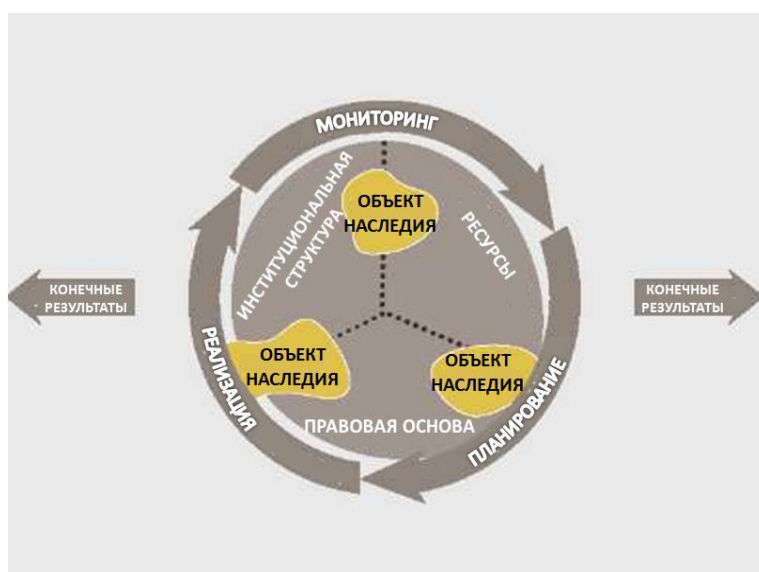 МОНИТОРИНГ
ИНСТИТУЦИОНАЛЬНАЯ
СТРУКТУРА
ОБЪЕКТ
НАСЛЕДИЯ
РЕСУРСЫ
КОНЕЧНЫЕ
РЕЗУЛЬТАТЫ
КОНЕЧНЫЕ
РЕЗУЛЬТАТЫ
РЕАЛИЗАЦИЯ
ОБЪЕКТ
НАСЛЕДИЯ
ОБЪЕКТ
НАСЛЕДИЯ
ПЛАНИРОВАНИЕ
ПРАВОВАЯ ОСНОВА